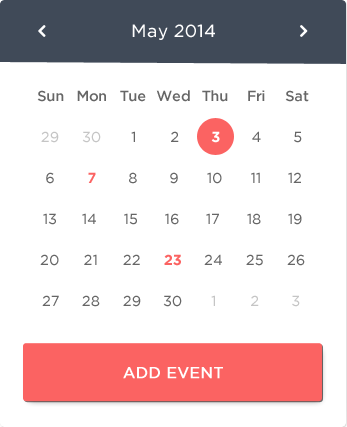 May 2014
Sun Mon Tue Wed Thu Fri Sat
29 30 1 2 3 4 5
6 7 8 9 10 11 12
13 14 15 16 17 18 19
20 21 22 23 24 25 26
27 28 29 30 1 2 3
ADD EVENT